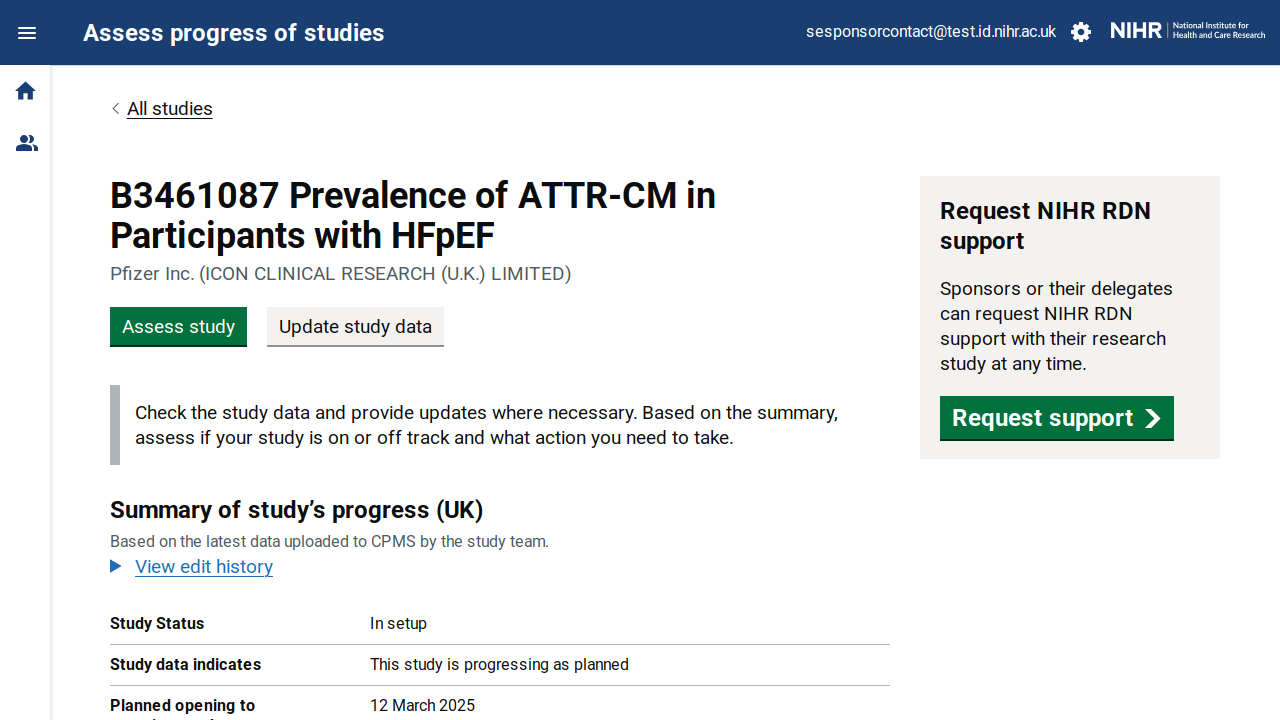 Assess progress of studies
sesponsorcontact@test.id.nihr.ac.uk
NIHR
National Institute for
Health and Care Research
All studies
B3461087 Prevalence of ATTR-CM in
Participants with HFpEF
Pfizer Inc. (ICON CLINICAL RESEARCH (U.K.) LIMITED)
Assess study
Update study data
Check the study data and provide updates where necessary. Based on the summary,
assess if your study is on or off track and what action you need to take.
Summary of study’s progress (UK)
Based on the latest data uploaded to CPMS by the study team.
View edit history
Study Status
In setup
Study data indicates
This study is progressing as planned
Planned opening to
12 March 2025
Request NIHR RDN
support
Sponsors or their delegates
can request NIHR RDN
support with their research
study at any time.
Request support